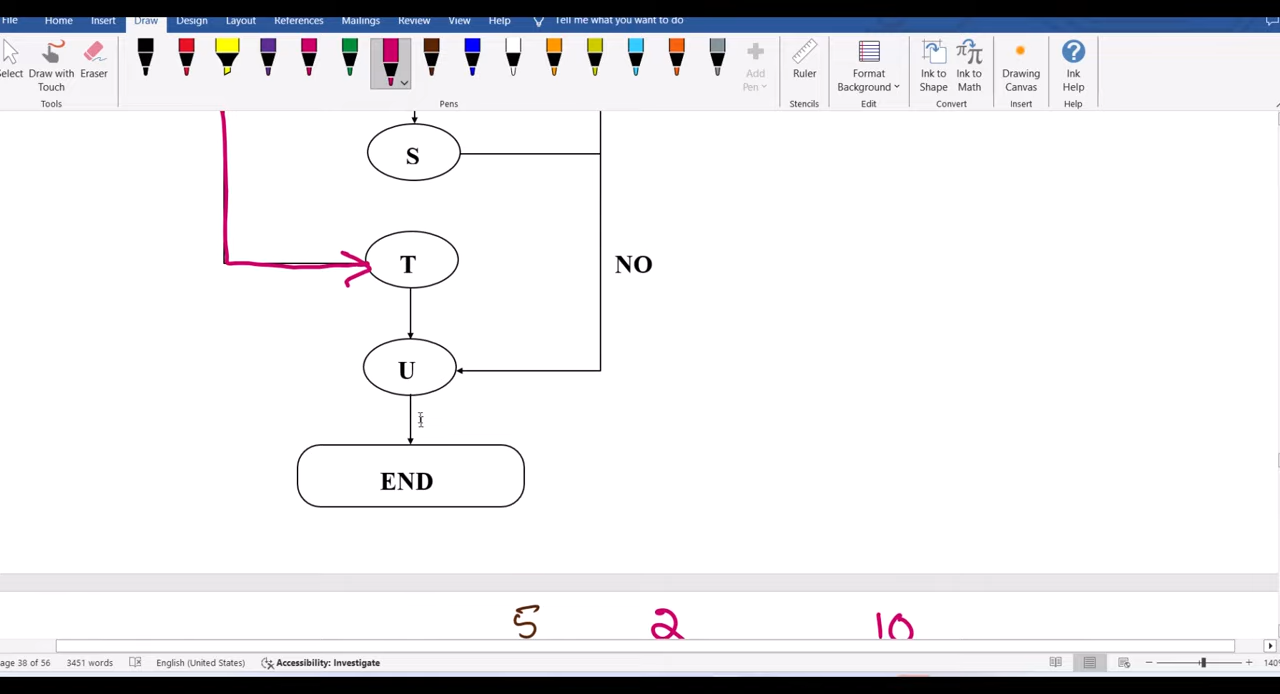 File Home Insert Draw Design Layout References Mailings Review View Help Tell me what you want to do
Select
Draw with Touch
Eraser
Add Pen
Ruler
Format Background
Ink to Shape
Ink to Math
Drawing Canvas
Ink Help
Tools Pens Stencils Edit Convert Insert Help
S
T
NO
U
END
5 2 10
age 38 of 56 3451 words English (United States) Accessibility: Investigate 140